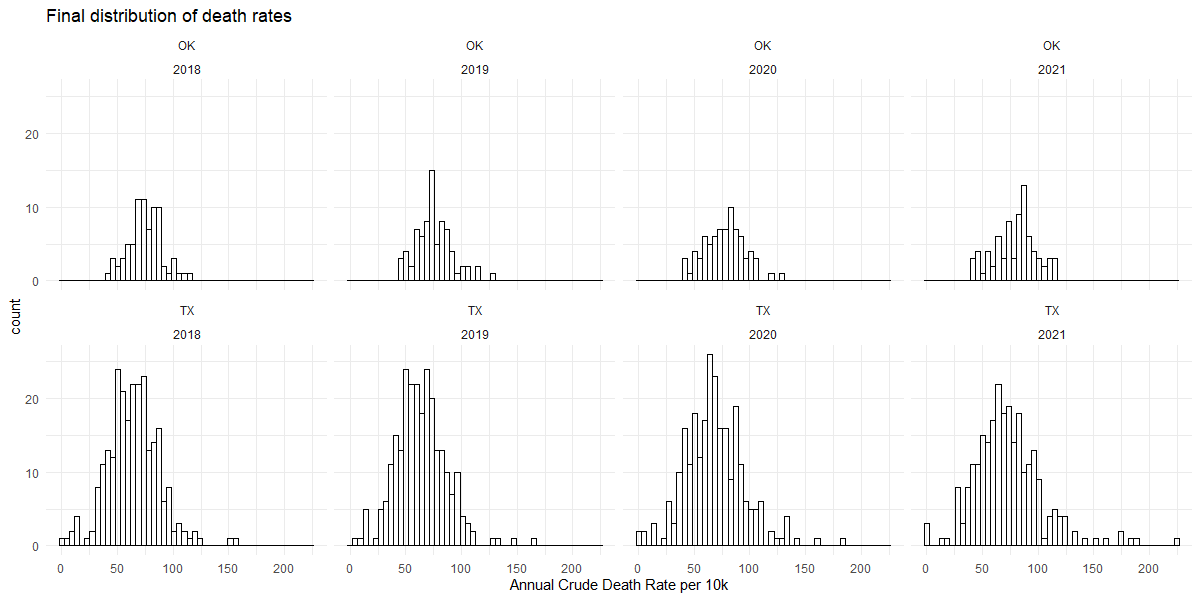 Final distribution of death rates
OK OK OK OK
2018 2019 2020 2021
20
10
0
count
TX TX TX TX
2018 2019 2020 2021
20
10
0
0 50 100 150 200 0 50 100 150 200 0 50 100 150 200 0 50 100 150 200
Annual Crude Death Rate per 10k